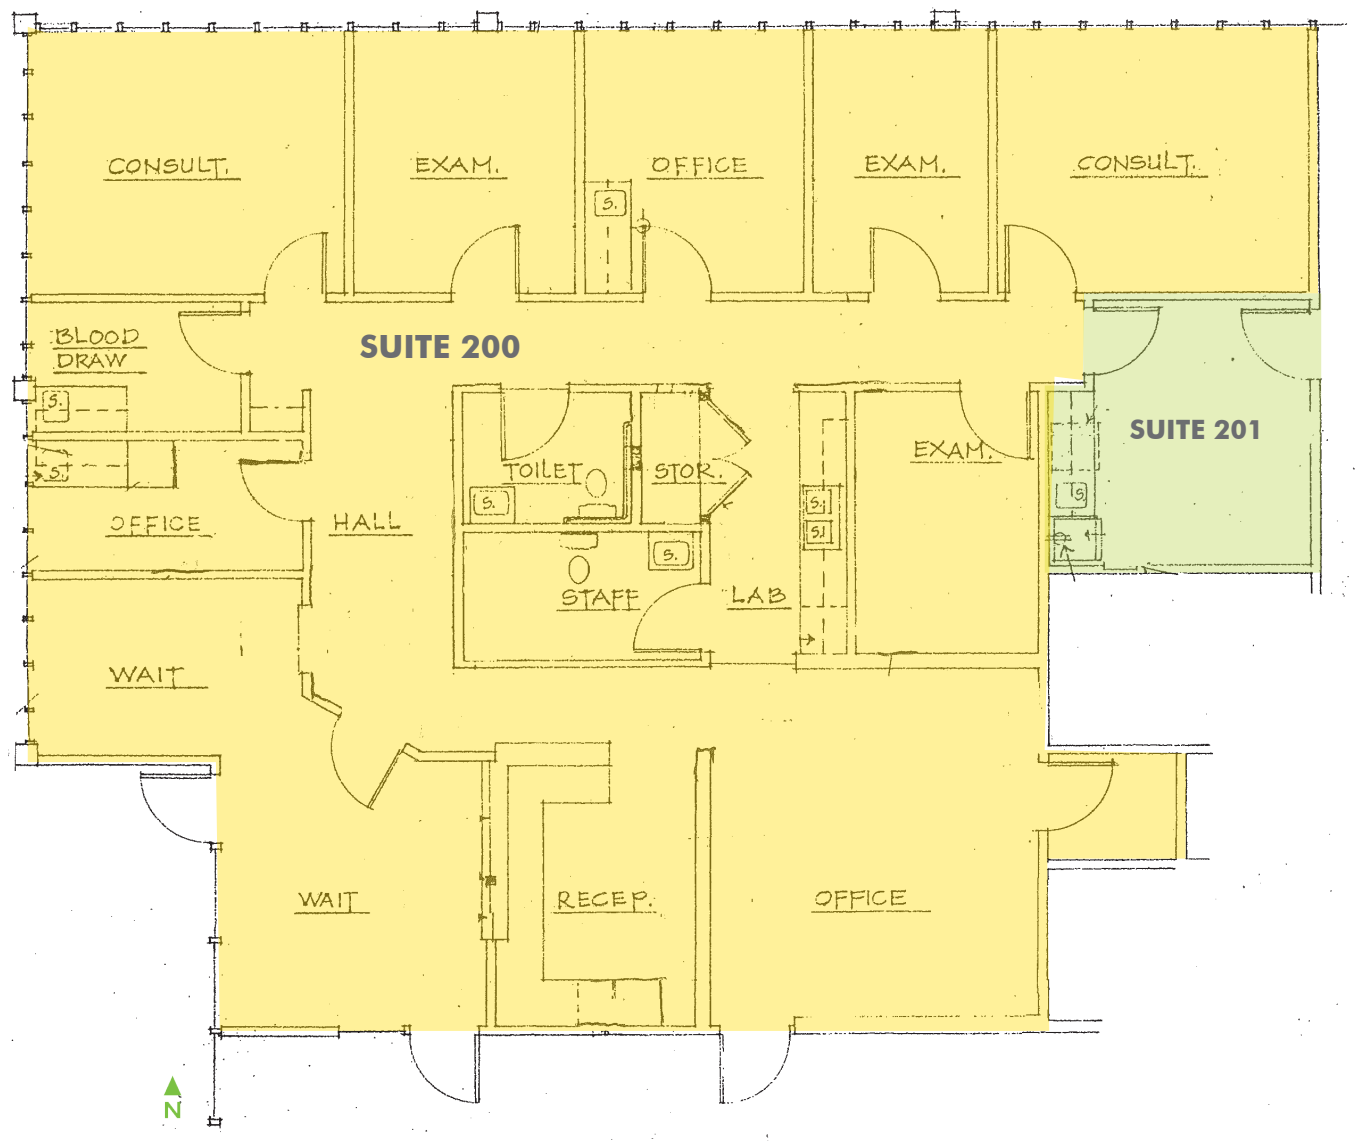 CONSULT.
EXAM.
OFFICE
EXAM.
CONSULT.
S.
BLOOD
DRAW
SUITE 200
S.
SUITE 201
EXAM.
S.
TOILET
STOR.
S.
S.
S.
S.
OFFICE
HALL
S.
STAFF
LAB
WAIT
WAIT
RECEP.
OFFICE
N